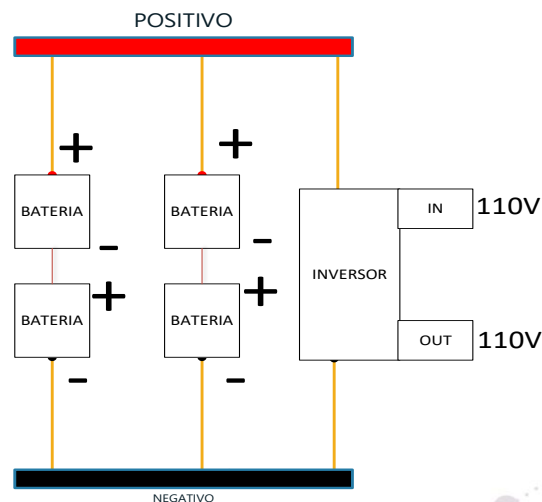 POSITIVO
+ +
BATERIA BATERIA IN 110V
- -
INVERSOR
+ +
BATERIA BATERIA OUT 110V
- -
NEGATIVO